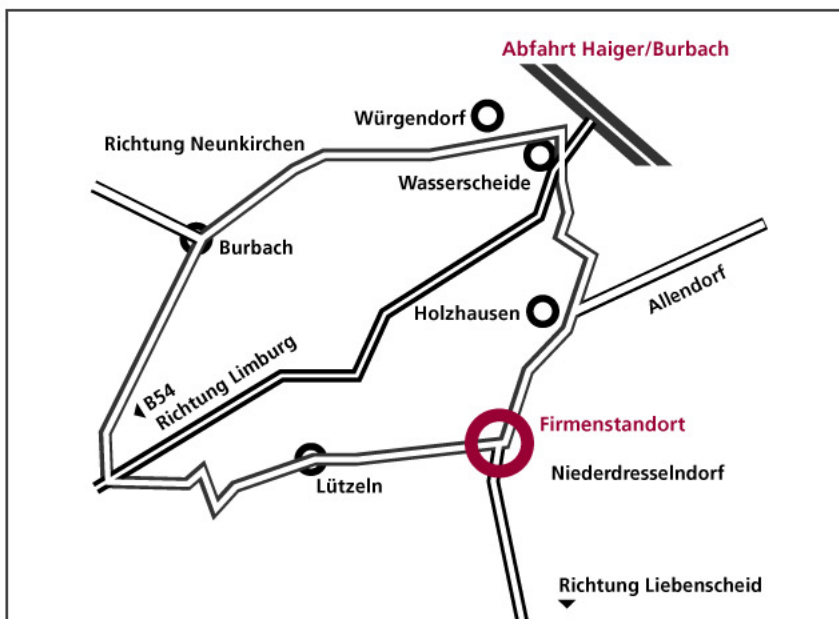 Abfahrt Haiger/Burbach
Würgendorf
Richtung Neunkirchen
Wasserscheide
Burbach
Allendorf
Holzhausen
B54
Richtung Limburg
Firmenstandort
Niederdresselndorf
Lützeln
Richtung Liebenscheid